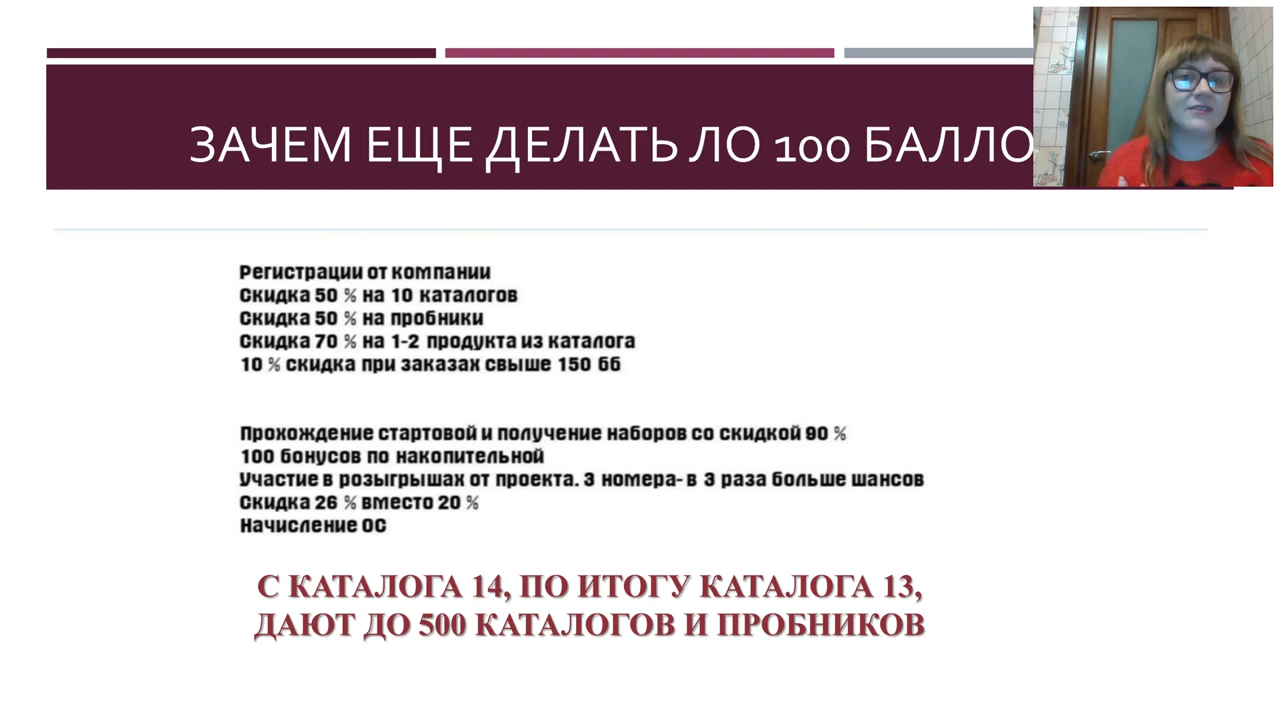 ЗАЧЕМ ЕЩЕ ДЕЛАТЬ ЛО 100 БАЛЛО
Регистрации от компании
Скидка 50 % на 10 каталогов
Скидка 50 % на пробники
Скидка 70 % на 1-2 продукта из каталога
10 % скидка при заказах свыше 150 бб
Прохождение стартовой и получение наборов со скидкой 90 %
100 бонусов по накопительной
Участие в розыгрышах от проекта. 3 номера- в 3 раза больше шансов
Скидка 26 % вместо 20 %
Начисление ОС
С КАТАЛОГА 14, ПО ИТОГУ КАТАЛОГА 13,
ДАЮТ ДО 500 КАТАЛОГОВ И ПРОБНИКОВ